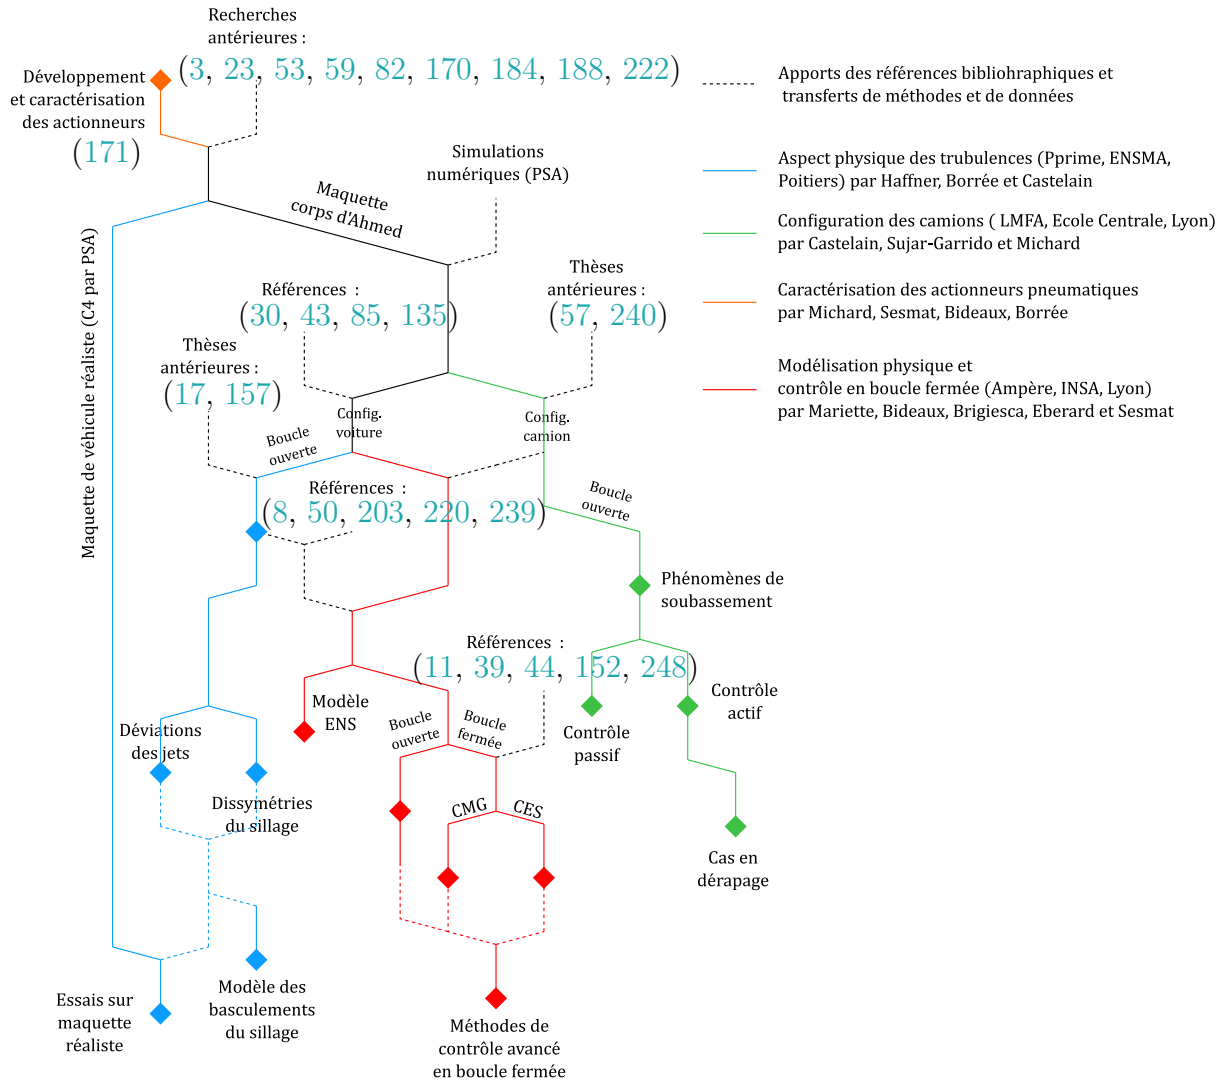 Recherches
antérieures :
(3, 23, 53, 59, 82, 170, 184, 188, 222)
Développement
et caractérisation
des actionneurs
(171)
Simulations
numériques (PSA)
Maquette
corps d'Ahmed
Maquette de véhicule réaliste (C4 par PSA)
Références :
(30, 43, 85, 135)
Thèses
antérieures :
(57, 240)
Thèses
antérieures :
(17, 157)
Config.
voiture
Config.
camion
Boucle
ouverte
Références :
(8, 50, 203, 220, 239)
Boucle
ouverte
Phénomènes de
soubassement
Références :
(11, 39, 44, 152, 248)
Modèle
ENS
Boucle
ouverte
Boucle
fermée
Contrôle
passif
Contrôle
actif
Déviations
des jets
Dissymétries
du sillage
CMG
CES
Cas en
dérapage
Essais sur
maquette
réaliste
Modèle des
basculements
du sillage
Méthodes de
contrôle avancé
en boucle fermée
Apports des références bibliohraphiques et
transferts de méthodes et de données
Aspect physique des trubulences (Pprime, ENSMA,
Poitiers) par Haffner, Borrée et Castelain
Configuration des camions ( LMFA, Ecole Centrale, Lyon)
par Castelain, Sujar-Garrido et Michard
Caractérisation des actionneurs pneumatiques
par Michard, Sesmat, Bideaux, Borrée
Modélisation physique et
contrôle en boucle fermée (Ampère, INSA, Lyon)
par Mariette, Bideaux, Brigiesca, Eberard et Sesmat